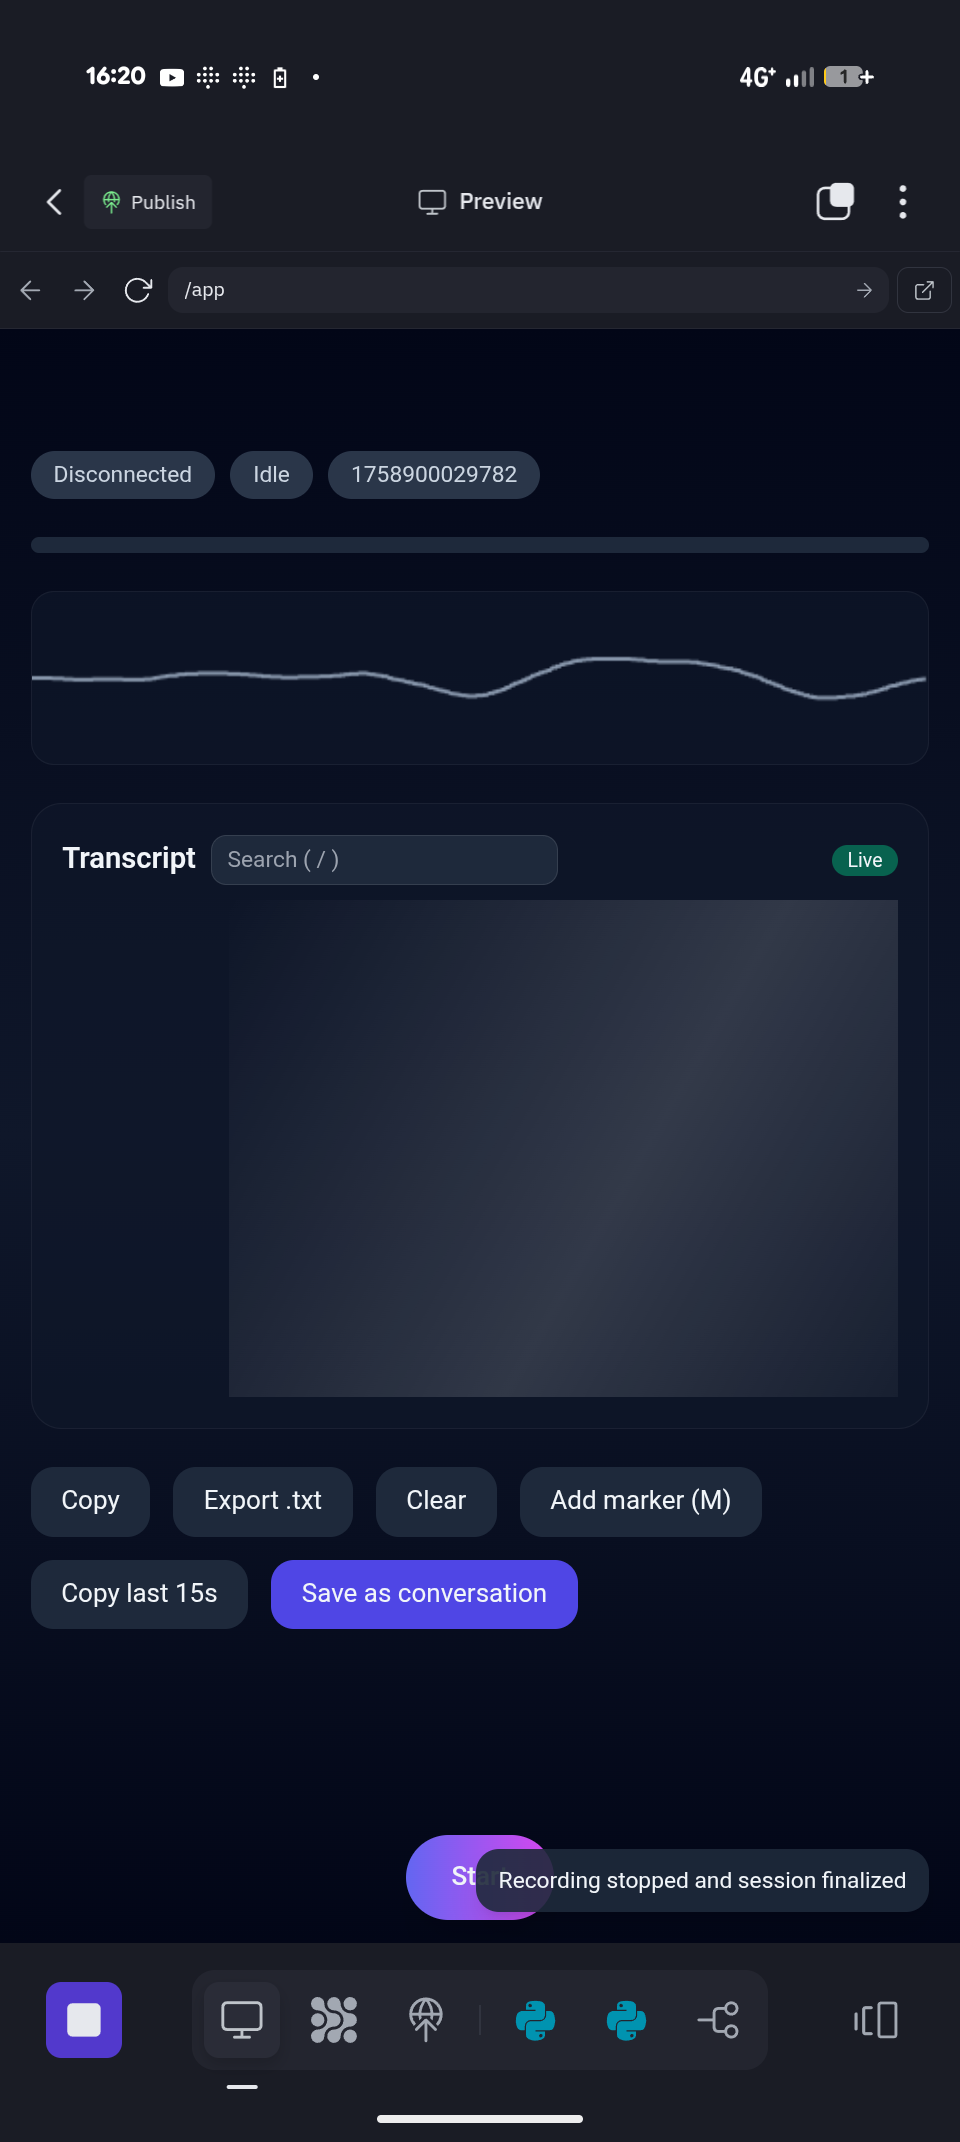 16:20
4G+
1
Publish
Preview
/app
Disconnected
Idle
1758900029782
Transcript
Search ( / )
Live
Copy
Export .txt
Clear
Add marker (M)
Copy last 15s
Save as conversation
Start
Recording stopped and session finalized